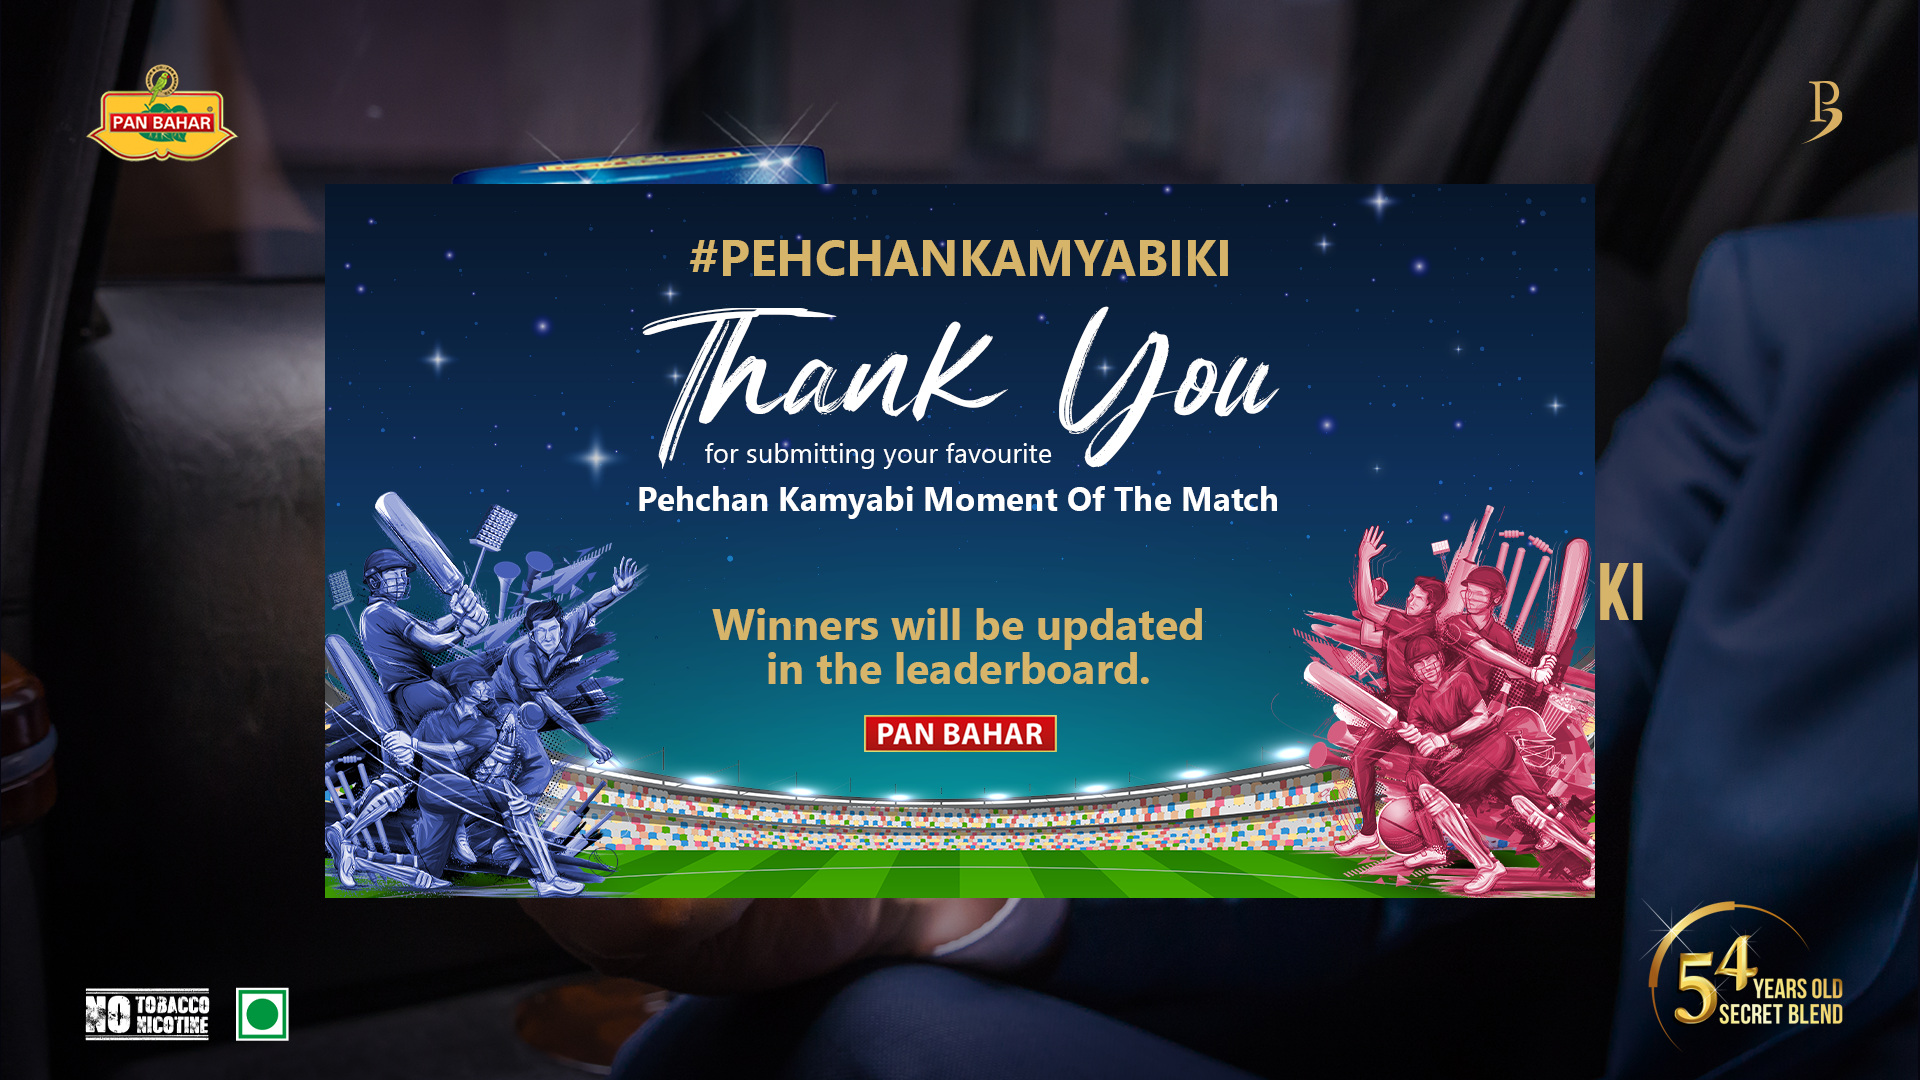 PAN BAHAR
#PEHCHANKAMYABIKI
Thank You
for submitting your favourite
Pehchan Kamyabi Moment Of The Match
KI
Winners will be updated
in the leaderboard.
PAN BAHAR
NO TOBACCO
NICOTINE
54 YEARS OLD
SECRET BLEND